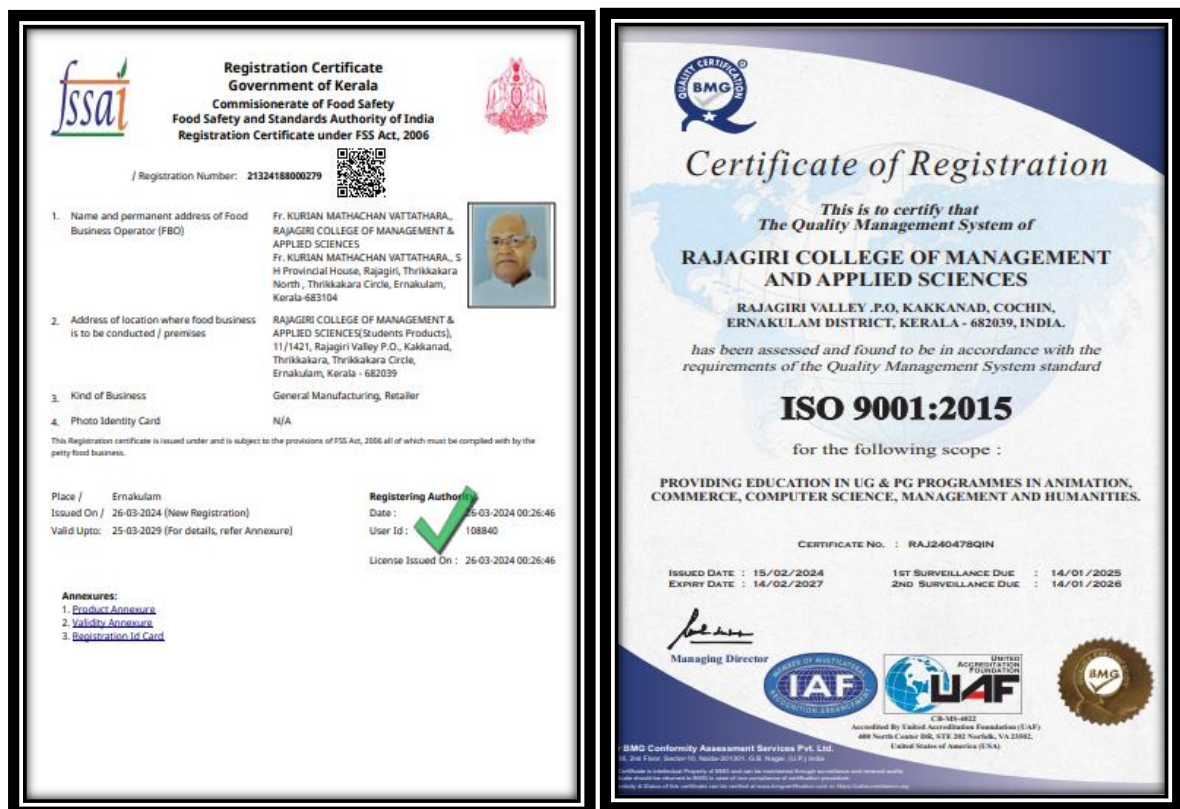 fssai
Registration Certificate
Government of Kerala
Commisionerate of Food Safety
Food Safety and Standards Authority of India
Registration Certificate under FSS Act, 2006
/ Registration Number: 21324188000279
1. Name and permanent address of Food Business Operator (FBO)
Fr. KURIAN MATHACHAN VATTATHARA.,
RAJAGIRI COLLEGE OF MANAGEMENT &
APPLIED SCIENCES
Fr. KURIAN MATHACHAN VATTATHARA., S
H Provincial House, Rajagiri, Thrikkakara
North , Thrikkakara Circle, Ernakulam,
Kerala-683104
2. Address of location where food business
is to be conducted / premises
RAJAGIRI COLLEGE OF MANAGEMENT &
APPLIED SCIENCES(Students Products),
11/1421, Rajagiri Valley P.O., Kakkanad,
Thrikkakara, Thrikkakara Circle,
Ernakulam, Kerala - 682039
3. Kind of Business General Manufacturing, Retailer
4. Photo Identity Card N/A
This Registration certificate is issued under and is subject to the provisions of FSS Act, 2006 all of which must be complied with by the
petty food business.
Place / Ernakulam
Issued On / 26-03-2024 (New Registration)
Valid Upto: 25-03-2029 (For details, refer Annexure)
Registering Authority
Date : 26-03-2024 00:26:46
User Id : 108840
License Issued On : 26-03-2024 00:26:46
Annexures:
1. Product Annexure
2. Validity Annexure
3. Registration Id Card
QUALITY CERTIFICATION
BMG
Certificate of Registration
This is to certify that
The Quality Management System of
RAJAGIRI COLLEGE OF MANAGEMENT
AND APPLIED SCIENCES
RAJAGIRI VALLEY .P.O, KAKKANAD, COCHIN,
ERNAKULAM DISTRICT, KERALA - 682039, INDIA.
has been assessed and found to be in accordance with the
requirements of the Quality Management System standard
ISO 9001:2015
for the following scope :
PROVIDING EDUCATION IN UG & PG PROGRAMMES IN ANIMATION,
COMMERCE, COMPUTER SCIENCE, MANAGEMENT AND HUMANITIES.
CERTIFICATE NO. : RAJ240478QIN
ISSUED DATE : 15/02/2024 1ST SURVEILLANCE DUE : 14/01/2025
EXPIRY DATE : 14/02/2027 2ND SURVEILLANCE DUE : 14/01/2026
Managing Director
MEMBER OF MULTILATERAL
IAF
RECOGNITION ARRANGEMENT
UNITED
ACCREDITATION
FOUNDATION
UAF
CB-MS-4822
Accredited By United Accreditation Foundation (UAF)
400 North Center DR, STE 202 Norfolk, VA 23502,
United States of America (USA)
BMG
BMG Conformity Assessment Services Pvt. Ltd.
2nd Floor, Sector-10, Noida-201301, G.B. Nagar, (U.P.) India